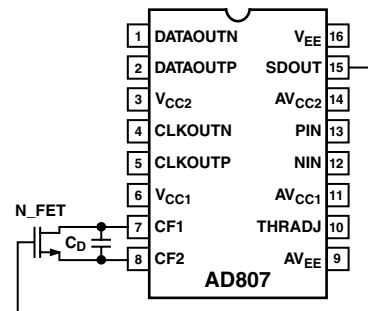 1 DATAOUTN
2 DATAOUTP
3 VCC2
4 CLKOUTN
5 CLKOUTP
6 VCC1
7 CF1
8 CF2
VEE 16
SDOUT 15
AVCC2 14
PIN 13
NIN 12
AVCC1 11
THRADJ 10
AVEE 9
N_FET
CD
AD807